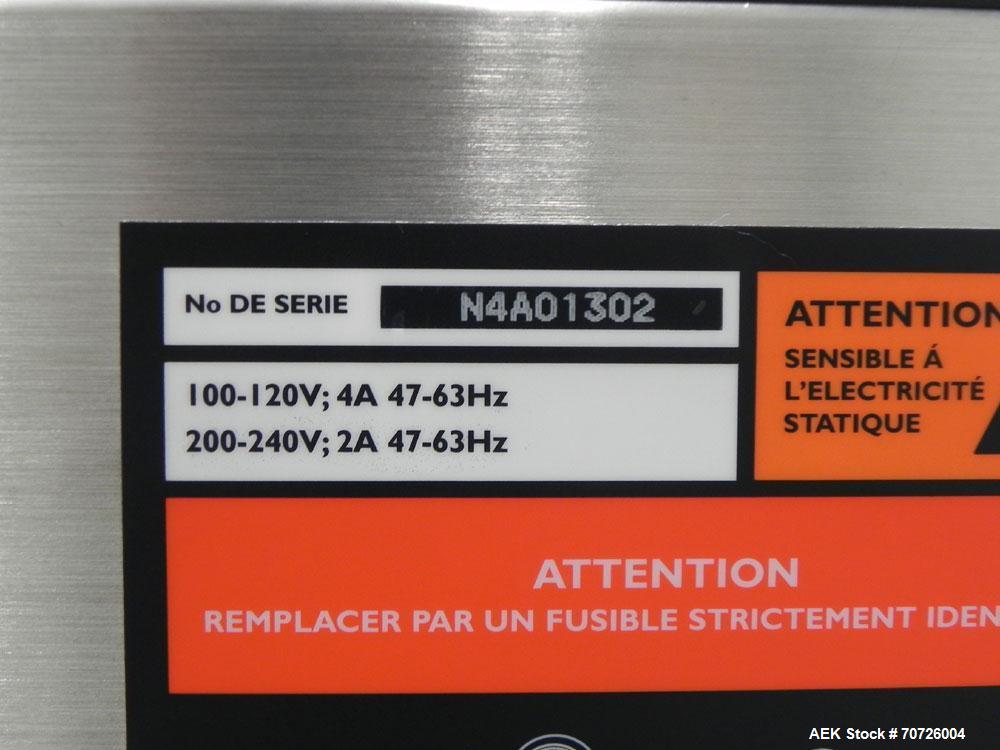 No DE SERIE N4A01302
100-120V; 4A 47-63Hz
200-240V; 2A 47-63Hz
ATTENTION
SENSIBLE Á
L'ELECTRICITÉ
STATIQUE
ATTENTION
REMPLACER PAR UN FUSIBLE STRICTEMENT IDEN
AEK Stock # 70726004